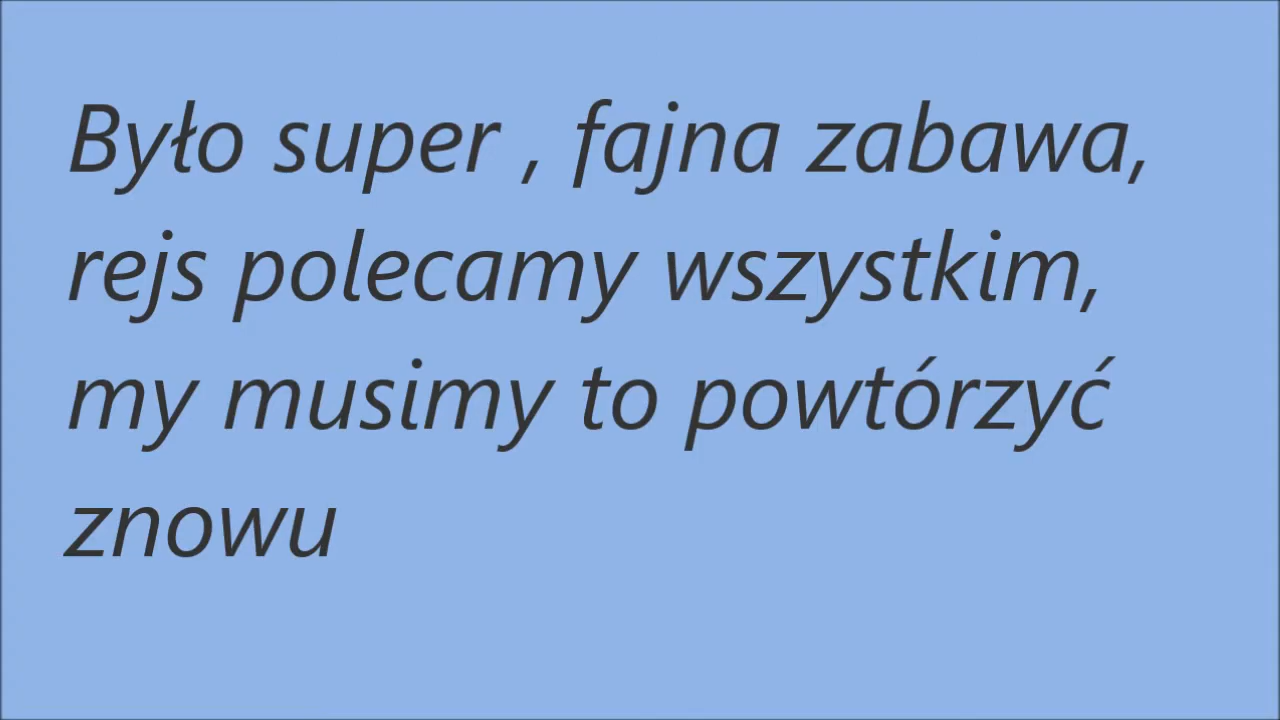 Było super , fajna zabawa,
rejs polecamy wszystkim,
my musimy to powtórzyć
znowu